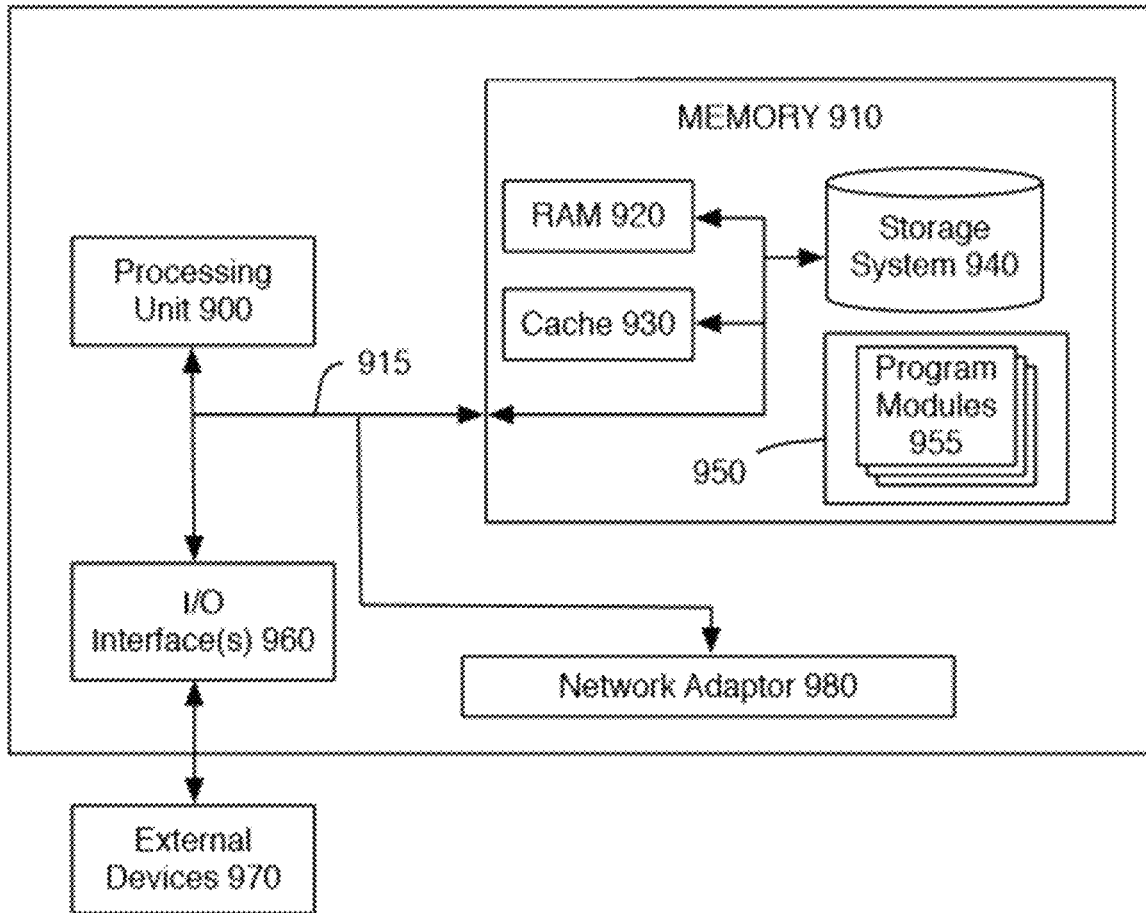 MEMORY 910
RAM 920
Storage
System 940
Processing
Unit 900
Cache 930
915
Program
Modules
955
950
I/O
Interface(s) 960
Network Adaptor 980
External
Devices 970